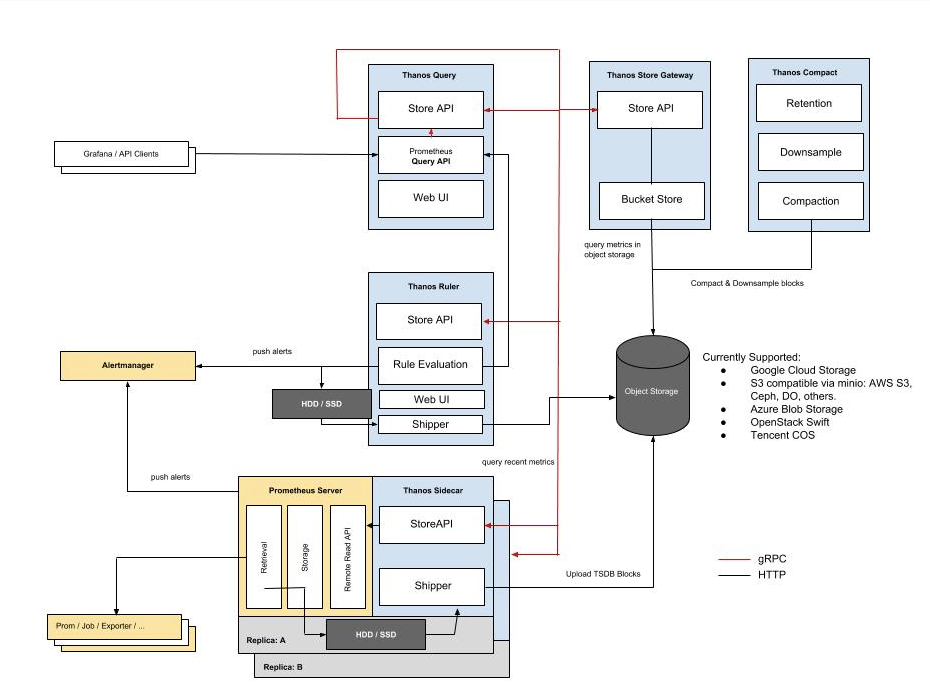 Thanos Query
Store API
Prometheus
Query API
Web UI
Thanos Store Gateway
Store API
Bucket Store
Thanos Compact
Retention
Downsample
Compaction
Grafana / API Clients
query metrics in
object storage
Compact & Downsample blocks
Thanos Ruler
Store API
Rule Evaluation
Web UI
Shipper
push alerts
Alertmanager
HDD / SSD
Object Storage
Currently Supported:
● Google Cloud Storage
● S3 compatible via minio: AWS S3,
Ceph, DO, others.
● Azure Blob Storage
● OpenStack Swift
● Tencent COS
query recent metrics
push alerts
Prometheus Server
Retrieval
Storage
Remote Read API
Thanos Sidecar
StoreAPI
Shipper
Upload TSDB Blocks
gRPC
HTTP
Prom / Job / Exporter / ...
Replica: A
HDD / SSD
Replica: B